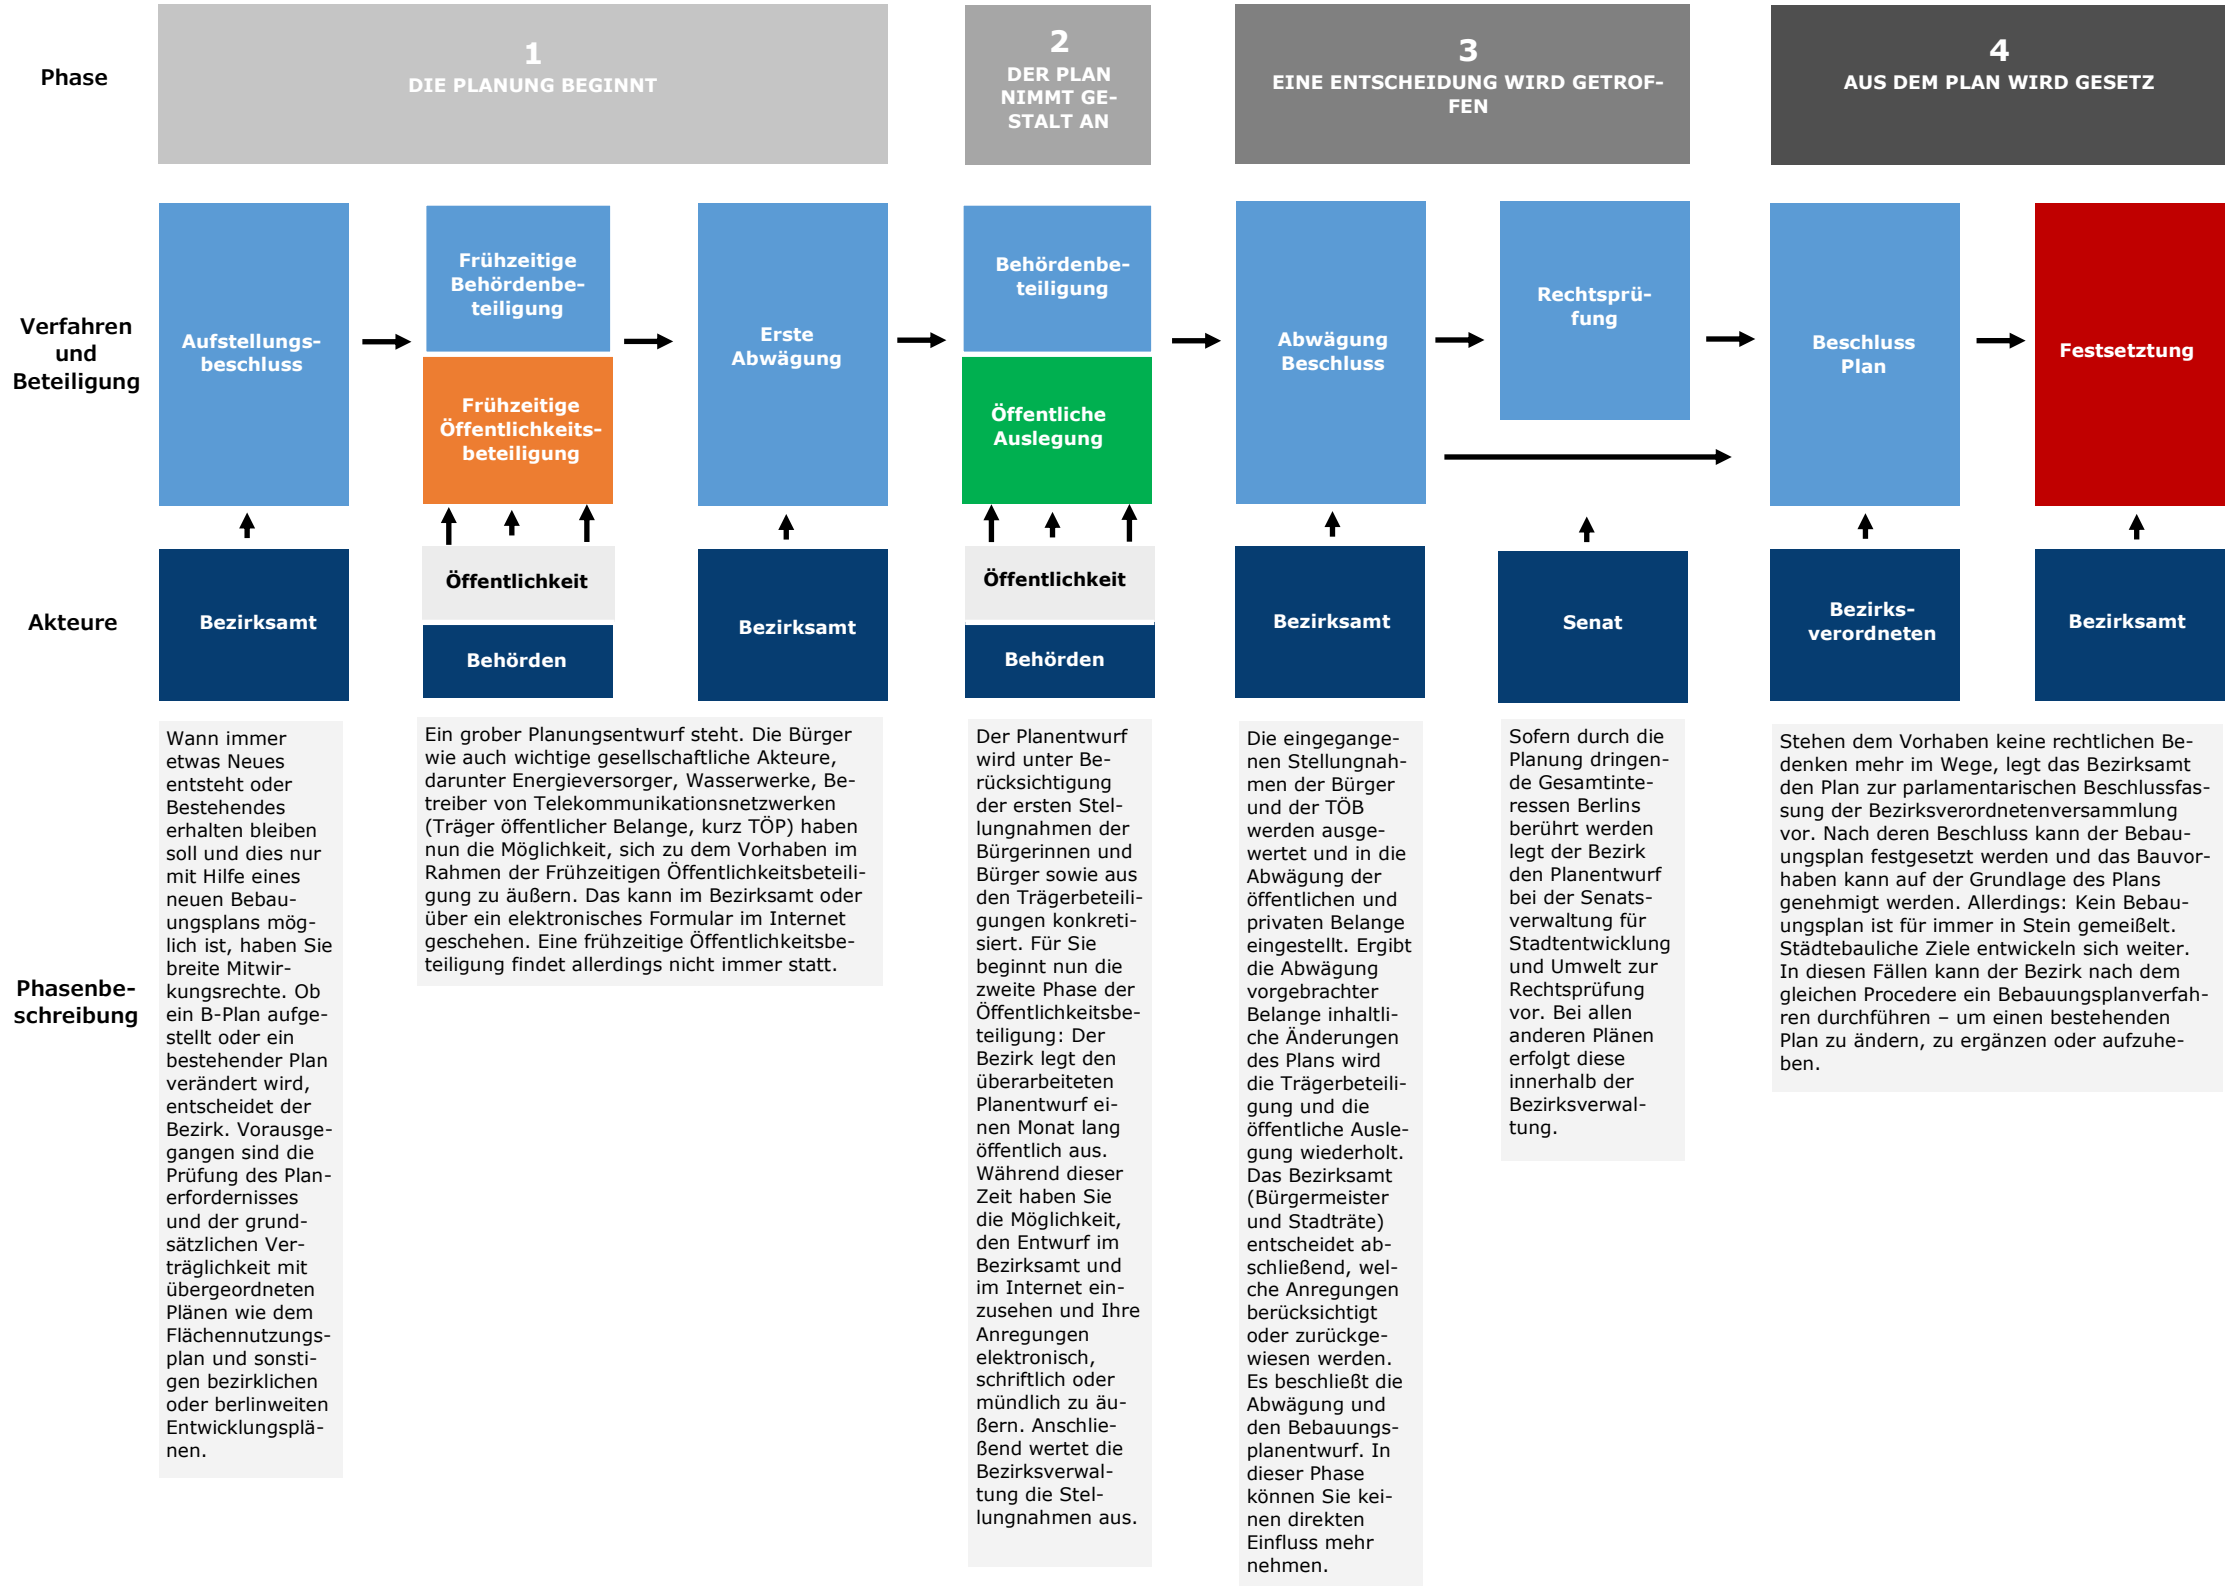 Phase
1
DIE PLANUNG BEGINNT
2
DER PLAN
NIMMT GE-
STALT AN
3
EINE ENTSCHEIDUNG WIRD GETROF-
FEN
4
AUS DEM PLAN WIRD GESETZ
Verfahren
und
Beteiligung
Aufstellungs-
beschluss
Frühzeitige
Behördenbe-
teiligung
Frühzeitige
Öffentlichkeits-
beteiligung
Erste
Abwägung
Behördenbe-
teiligung
Öffentliche
Auslegung
Abwägung
Beschluss
Rechtsprü-
fung
Beschluss
Plan
Festsetztung
Akteure
Bezirksamt
Öffentlichkeit
Behörden
Bezirksamt
Öffentlichkeit
Behörden
Bezirksamt
Senat
Bezirks-
verordneten
Bezirksamt
Phasenbe-
schreibung
Wann immer
etwas Neues
entsteht oder
Bestehendes
erhalten bleiben
soll und dies nur
mit Hilfe eines
neuen Bebau-
ungsplans mög-
lich ist, haben Sie
breite Mitwir-
kungsrechte. Ob
ein B-Plan aufge-
stellt oder ein
bestehender Plan
verändert wird,
entscheidet der
Bezirk. Vorausge-
gangen sind die
Prüfung des Plan-
erfordernisses
und der grund-
sätzlichen Ver-
träglichkeit mit
übergeordneten
Plänen wie dem
Flächennutzungs-
plan und sonsti-
gen bezirklichen
oder berlinweiten
Entwicklungsplä-
nen.
Ein grober Planungsentwurf steht. Die Bürger
wie auch wichtige gesellschaftliche Akteure,
darunter Energieversorger, Wasserwerke, Be-
treiber von Telekommunikationsnetzwerken
(Träger öffentlicher Belange, kurz TÖP) haben
nun die Möglichkeit, sich zu dem Vorhaben im
Rahmen der Frühzeitigen Öffentlichkeitsbeteili-
gung zu äußern. Das kann im Bezirksamt oder
über ein elektronisches Formular im Internet
geschehen. Eine frühzeitige Öffentlichkeitsbe-
teiligung findet allerdings nicht immer statt.
Der Planentwurf
wird unter Be-
rücksichtigung
der ersten Stel-
lungnahmen der
Bürgerinnen und
Bürger sowie aus
den Trägerbeteili-
gungen konkreti-
siert. Für Sie
beginnt nun die
zweite Phase der
Öffentlichkeitsbe-
teiligung: Der
Bezirk legt den
überarbeiteten
Planentwurf ei-
nen Monat lang
öffentlich aus.
Während dieser
Zeit haben Sie
die Möglichkeit,
den Entwurf im
Bezirksamt und
im Internet ein-
zusehen und Ihre
Anregungen
elektronisch,
schriftlich oder
mündlich zu äu-
ßern. Anschlie-
ßend wertet die
Bezirksverwal-
tung die Stel-
lungnahmen aus.
Die eingegange-
nen Stellungnah-
men der Bürger
und der TÖB
werden ausge-
wertet und in die
Abwägung der
öffentlichen und
privaten Belange
eingestellt. Ergibt
die Abwägung
vorgebrachter
Belange inhaltli-
che Änderungen
des Plans wird
die Trägerbeteili-
gung und die
öffentliche Ausle-
gung wiederholt.
Das Bezirksamt
(Bürgermeister
und Stadträte)
entscheidet ab-
schließend, wel-
che Anregungen
berücksichtigt
oder zurückge-
wiesen werden.
Es beschließt die
Abwägung und
den Bebauungs-
planentwurf. In
dieser Phase
können Sie kei-
nen direkten
Einfluss mehr
nehmen.
Sofern durch die
Planung dringen-
de Gesamtinte-
ressen Berlins
berührt werden
legt der Bezirk
den Planentwurf
bei der Senats-
verwaltung für
Stadtentwicklung
und Umwelt zur
Rechtsprüfung
vor. Bei allen
anderen Plänen
erfolgt diese
innerhalb der
Bezirksverwal-
tung.
Stehen dem Vorhaben keine rechtlichen Be-
denken mehr im Wege, legt das Bezirksamt
den Plan zur parlamentarischen Beschlussfas-
sung der Bezirksverordnetenversammlung
vor. Nach deren Beschluss kann der Bebau-
ungsplan festgesetzt werden und das Bauvor-
haben kann auf der Grundlage des Plans
genehmigt werden. Allerdings: Kein Bebau-
ungsplan ist für immer in Stein gemeißelt.
Städtebauliche Ziele entwickeln sich weiter.
In diesen Fällen kann der Bezirk nach dem
gleichen Procedere ein Bebauungsplanverfah-
ren durchführen – um einen bestehenden
Plan zu ändern, zu ergänzen oder aufzuhe-
ben.